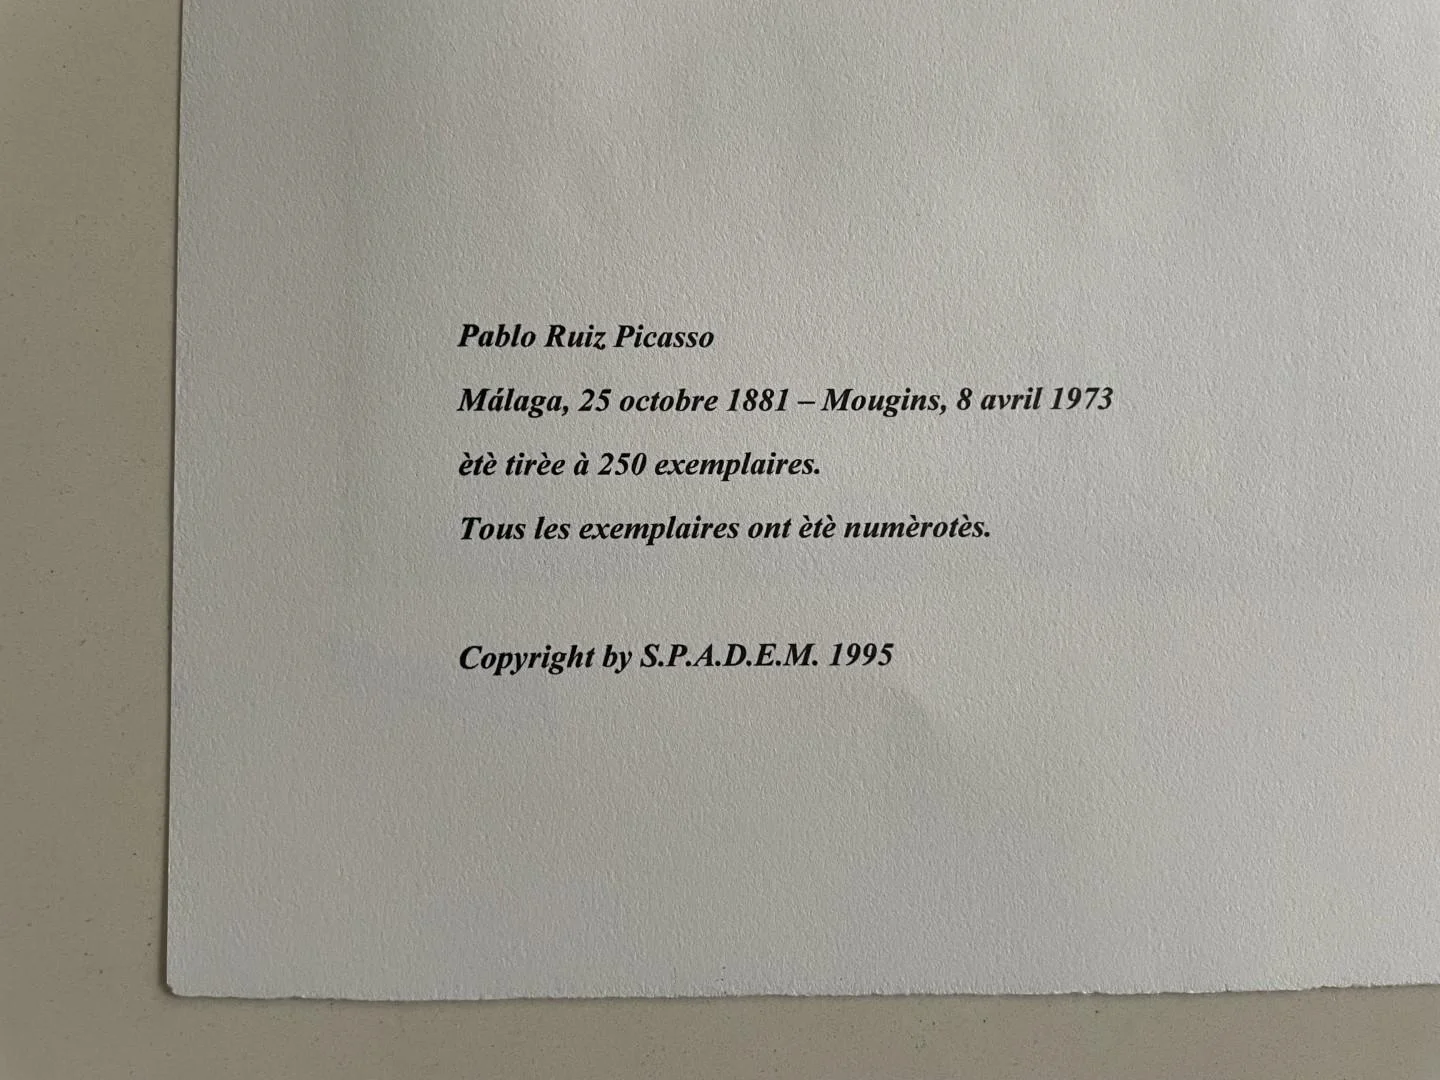 Pablo Ruiz Picasso
Málaga, 25 octobre 1881 – Mougins, 8 avril 1973
ètè tirèe à 250 exemplaires.
Tous les exemplaires ont ètè numèrotès.
Copyright by S.P.A.D.E.M. 1995